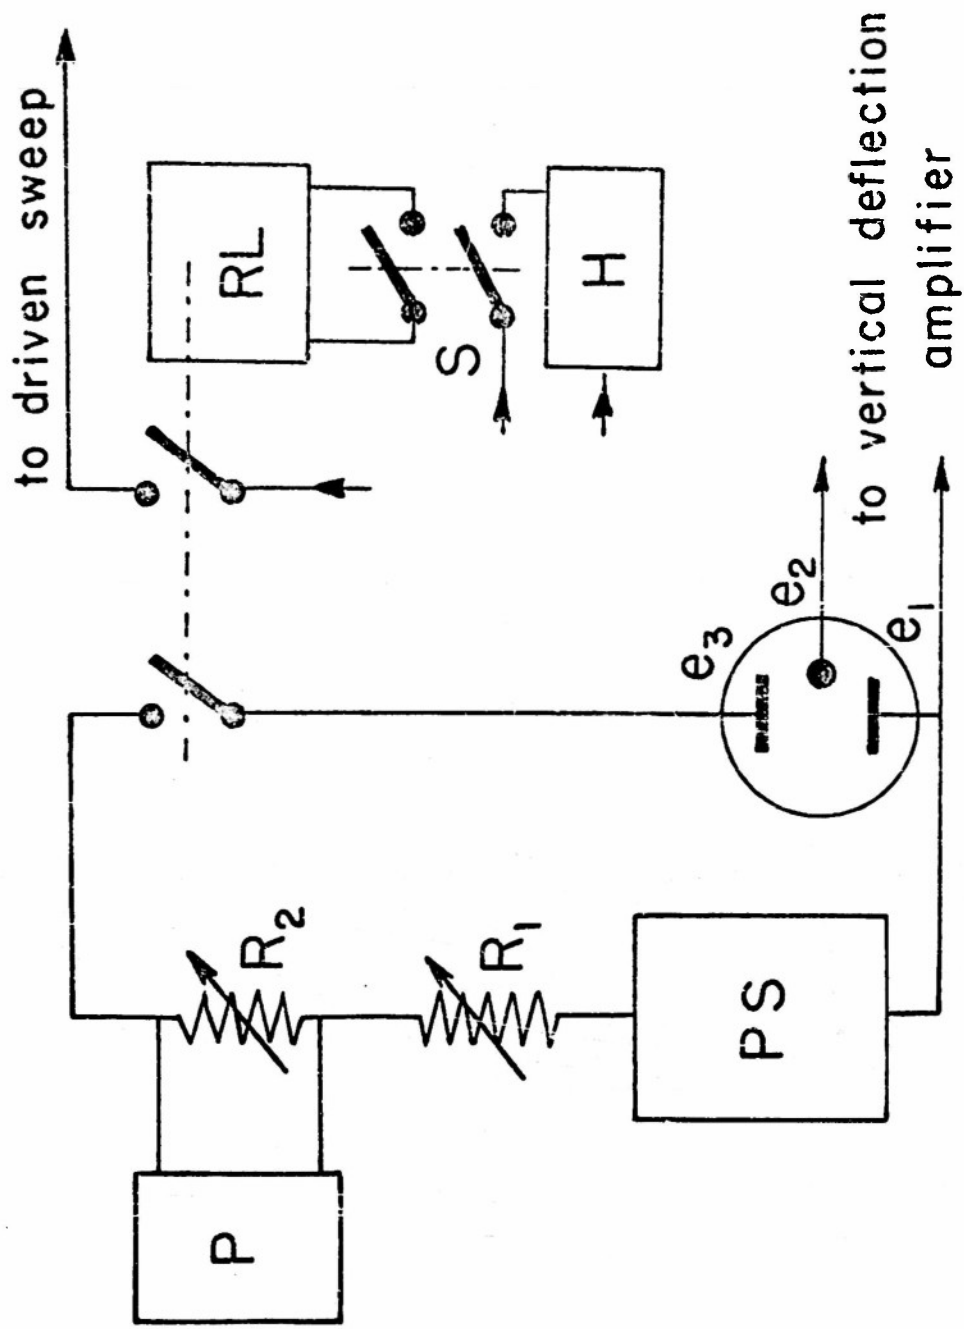 to driven sweep
RL
S
H
to vertical deflection
amplifier
e3
e2
e1
R2
R1
P
PS